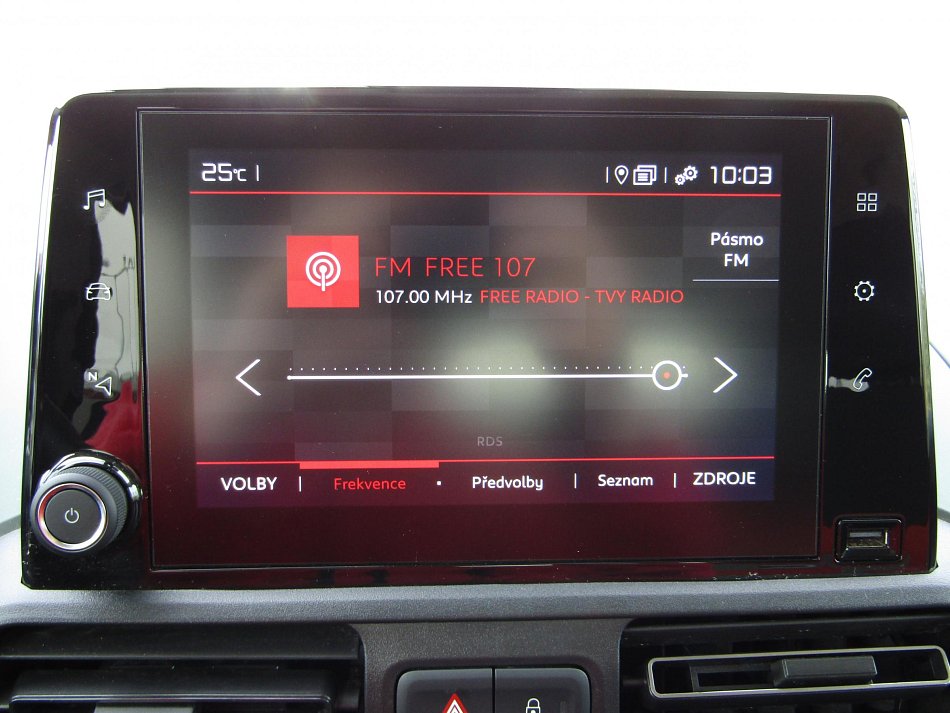 25°C
10:03
Pásmo
FM
FM FREE 107
107.00 MHz FREE RADIO - TVY RADIO
N
RDS
VOLBY | Frekvence · Předvolby | Seznam | ZDROJE